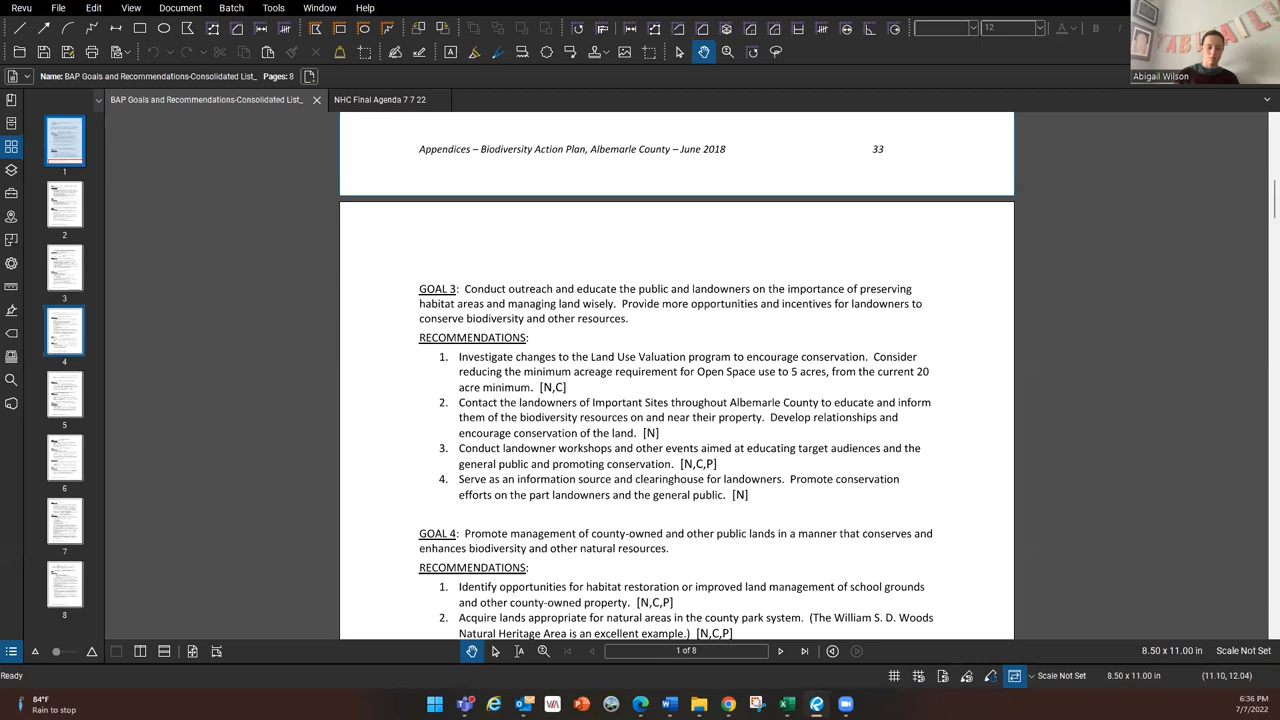 Revu File Edit View Document Batch Tools Window Help
12
Name: BAP Goals and Recommendations-Consolidated List_ Pages: 8
Abigail Wilson
BAP Goals and Recommendations-Consolidated List_
NHC Final Agenda 7 7 22
1
2
3
4
5
6
7
8
Appendices – Biodiversity Action Plan, Albemarle County – June 2018 33
GOAL 3: Conduct outreach and educate the public and landowners on the importance of preserving
habitat areas and managing land wisely. Provide more opportunities and incentives for landowners to
conserve biodiversity and other resources.
RECOMMENDATIONS:
1. Investigate changes to the Land Use Valuation program to encourage conservation. Consider
reducing the minimum acreage requirement for Open Space to 5 acres, from the current 20
acre minimum. [N,C]
2. Contact the landowners of Important Sites throughout Albemarle County to educate and inform
them about biodiversity resources on and near their property. Develop relationships and
encourage conservation of the land. [N]
3. Conduct landowner workshops and other events aimed at educating target audiences and the
general public and promoting conservation. [N,C,P]
4. Serve as an information source and clearinghouse for landowners. Promote conservation
efforts on the part landowners and the general public. [N]
GOAL 4: Promote management of county-owned and other public lands in a manner that conserves and
enhances biodiversity and other natural resources.
RECOMMENDATIONS:
1. Identify opportunities for habitat restoration or improved land management on school grounds
and other county-owned property. [N,C,P]
2. Acquire lands appropriate for natural areas in the county park system. (The William S. D. Woods
Natural Heritage Area is an excellent example.) [N,C,P]
1 of 8
8.50 x 11.00 in Scale Not Set
Ready
Scale Not Set 8.50 x 11.00 in (11.10, 12.04)
84°F
Rain to stop
6:36 PM
7/7/2022